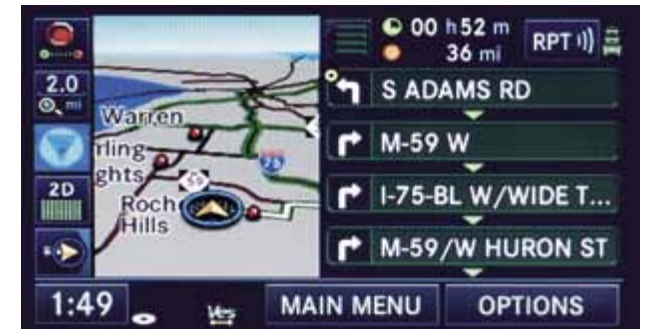 00 h 52 m
36 mi
RPT
2.0
mi
S ADAMS RD
Warren
rling
ghts
M-59 W
75
59
2D
Roch
Hills
I-75-BL W/WIDE T...
M-59/W HURON ST
1:49
Ves
MAIN MENU
OPTIONS